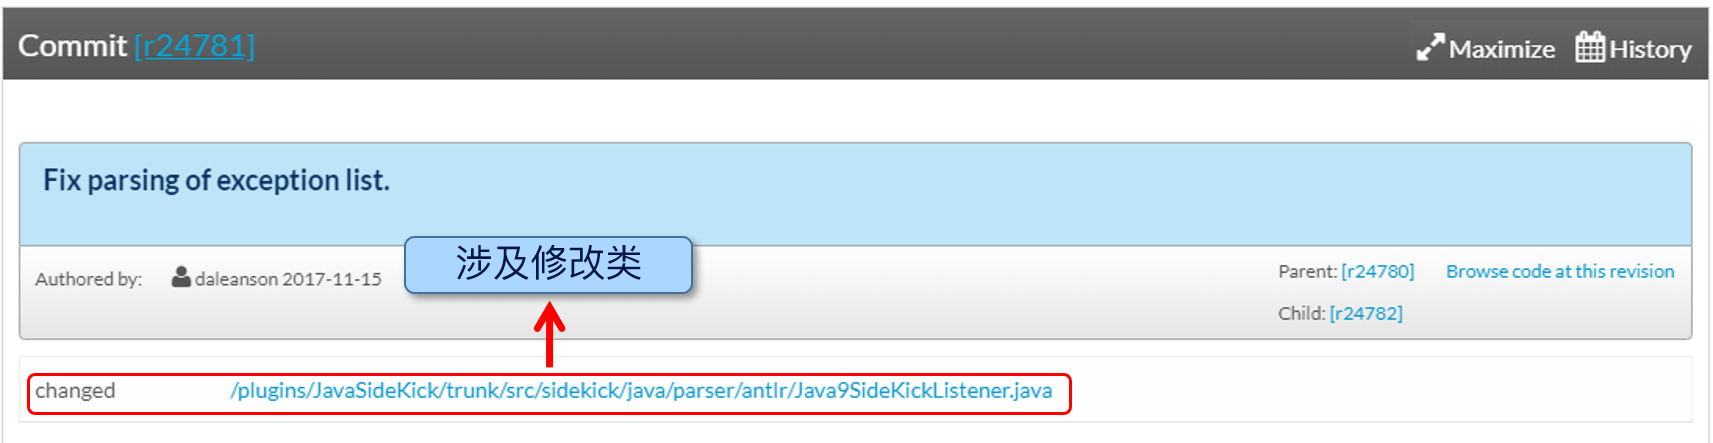 Commit [r24781]
Maximize
History
Fix parsing of exception list.
涉及修改类
Authored by: daleanson 2017-11-15
Parent: [r24780] Browse code at this revision
Child: [r24782]
changed /plugins/JavaSideKick/trunk/src/sidekick/java/parser/antlr/Java9SideKickListener.java